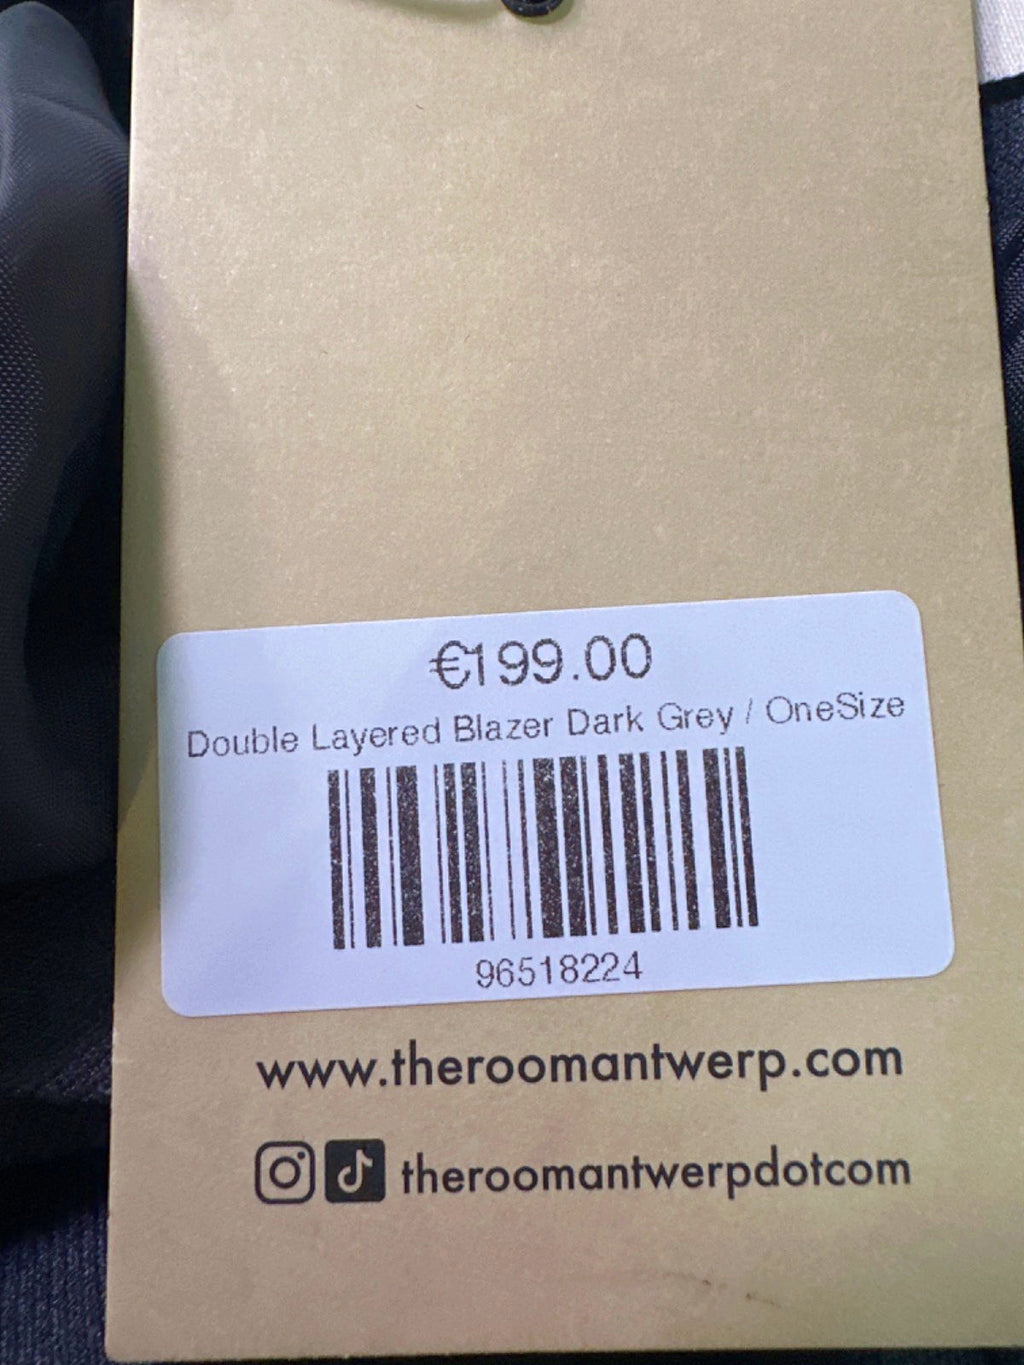 €199.00
Double Layered Blazer Dark Grey / OneSize
96518224
www.theroomantwerp.com
theroomantwerpdotcom